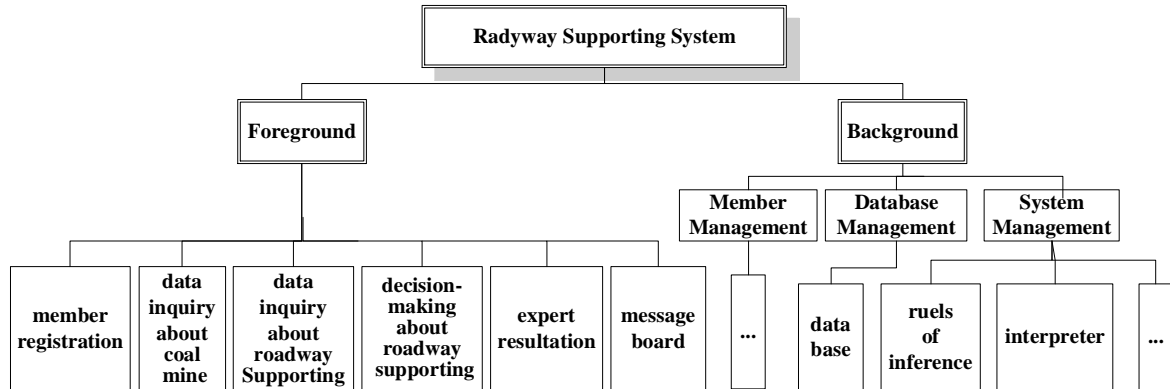 Radyway Supporting System
Foreground
Background
Member
Management
Database
Management
System
Management
member
registration
data
inquiry
about
coal
mine
data
inquiry
about
roadway
Supporting
decision-
making
about
roadway
supporting
expert
resultation
message
board
...
data
base
ruels
of
inference
interpreter
...